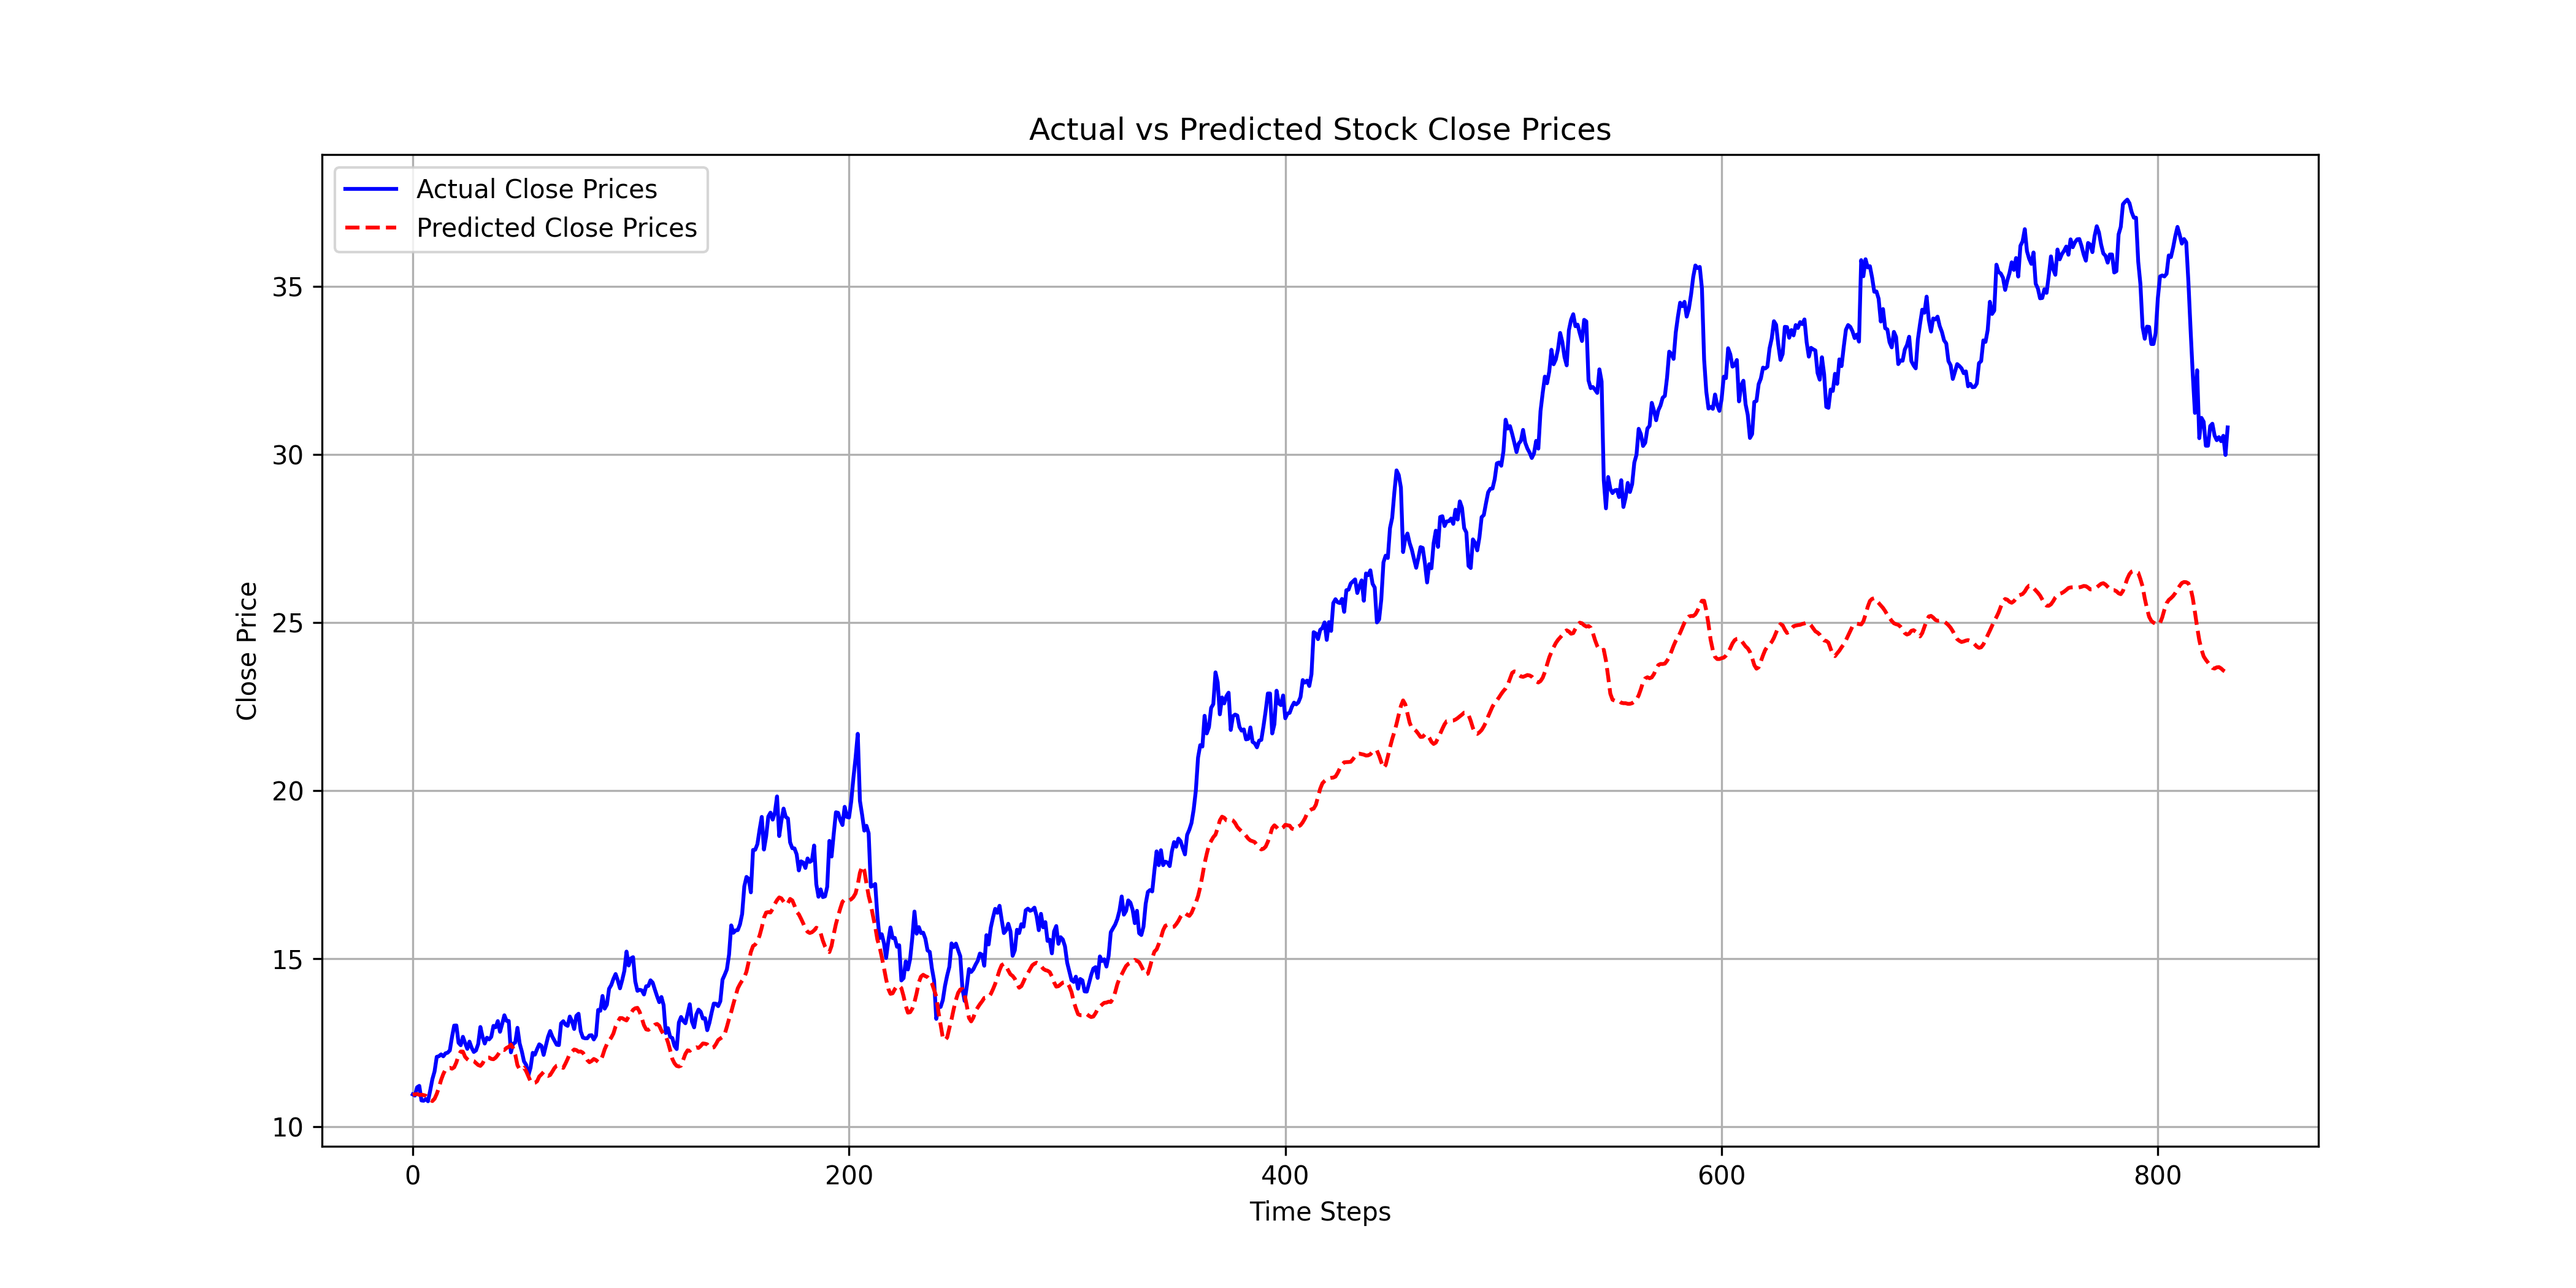 Actual vs Predicted Stock Close Prices
Actual Close Prices
Predicted Close Prices
35
30
25
20
15
10
Close Price
0 200 400 600 800
Time Steps